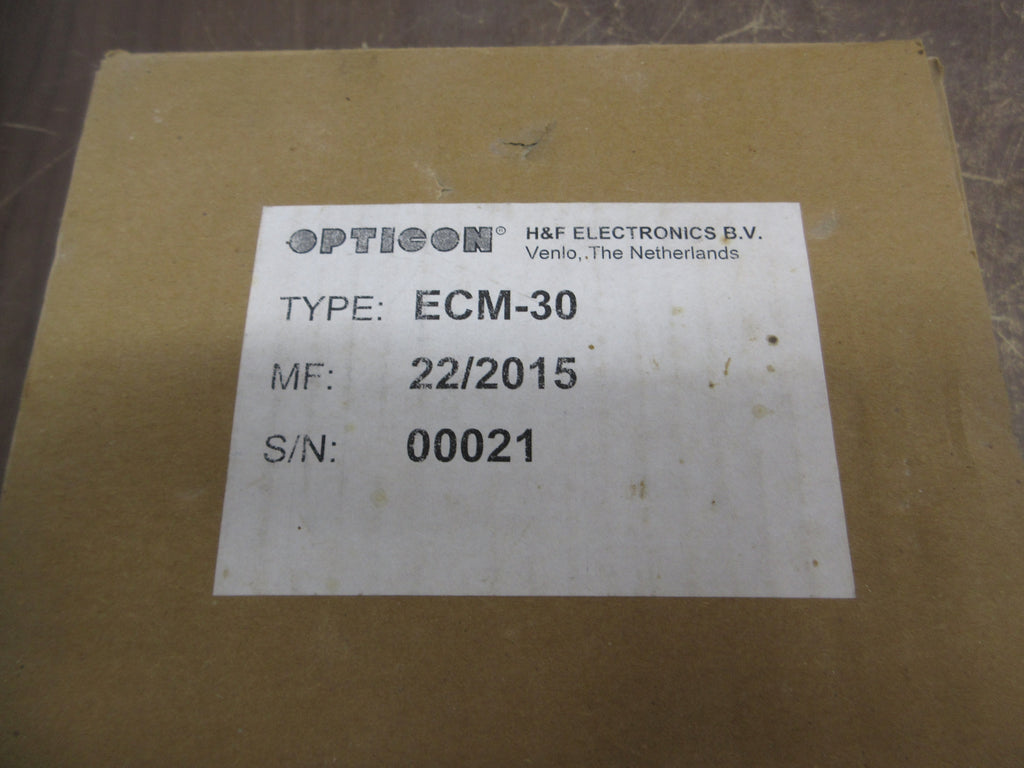 OPTICON® H&F ELECTRONICS B.V.
Venlo,.The Netherlands
TYPE: ECM-30
MF: 22/2015
S/N: 00021